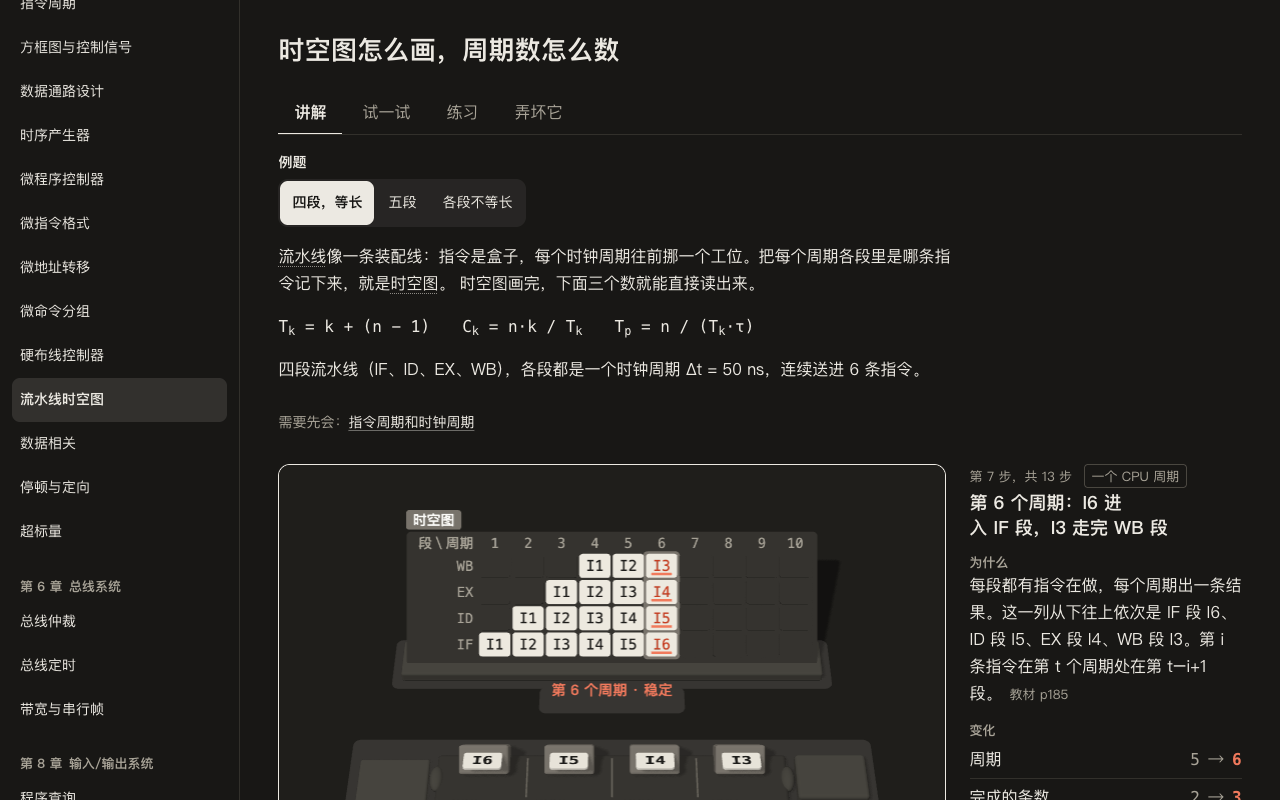 指令周期
方框图与控制信号
数据通路设计
时序产生器
微程序控制器
微指令格式
微地址转移
微命令分组
硬布线控制器
流水线时空图
数据相关
停顿与定向
超标量
第 6 章 总线系统
总线仲裁
总线定时
带宽与串行帧
第 8 章 输入/输出系统
程序查询
时空图怎么画，周期数怎么数
讲解 试一试 练习 弄坏它
例题
四段，等长 五段 各段不等长
流水线像一条装配线：指令是盒子，每个时钟周期往前挪一个工位。把每个周期各段里是哪条指
令记下来，就是时空图。 时空图画完，下面三个数就能直接读出来。
Tk = k + (n − 1) Ck = n·k / Tk Tp = n / (Tk·τ)
四段流水线（IF、ID、EX、WB），各段都是一个时钟周期 Δt = 50 ns，连续送进 6 条指令。
需要先会：指令周期和时钟周期
时空图
段 \ 周期 1 2 3 4 5 6 7 8 9 10
WB I1 I2 I3
EX I1 I2 I3 I4
ID I1 I2 I3 I4 I5
IF I1 I2 I3 I4 I5 I6
第 6 个周期 · 稳定
I6 I5 I4 I3
第 7 步，共 13 步 一个 CPU 周期
第 6 个周期：I6 进
入 IF 段，I3 走完 WB 段
为什么
每段都有指令在做，每个周期出一条结
果。这一列从下往上依次是 IF 段 I6、
ID 段 I5、EX 段 I4、WB 段 I3。第 i
条指令在第 t 个周期处在第 t−i+1
段。 教材 p185
变化
周期 5 → 6
完成的条数 2 → 3